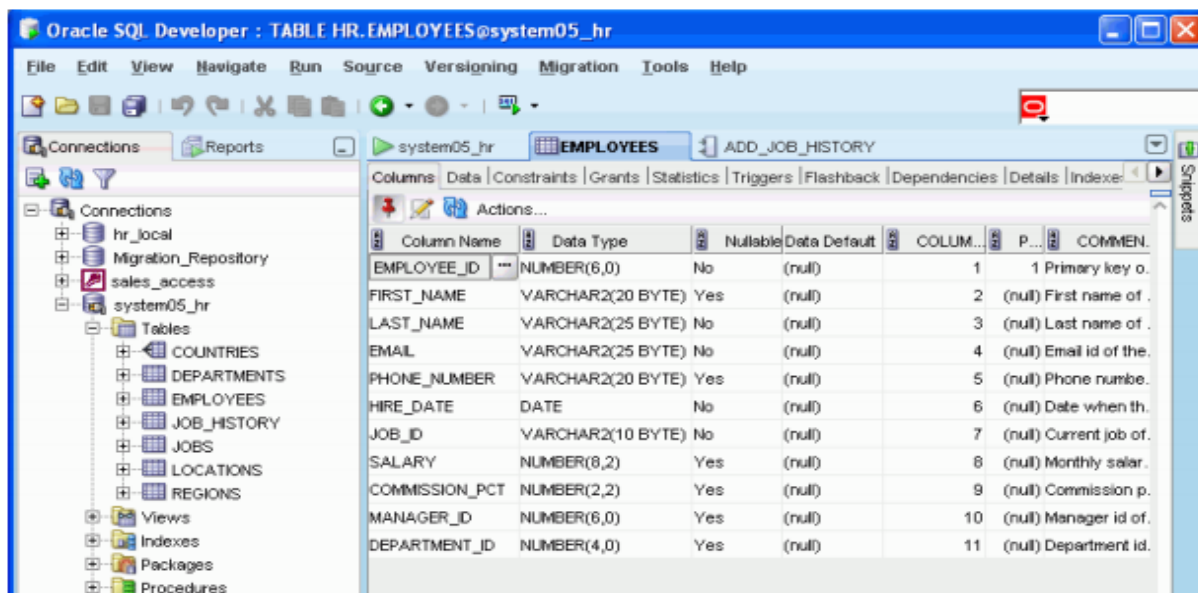 Oracle SQL Developer : TABLE HR.EMPLOYEES@system05_hr
File Edit View Navigate Run Source Versioning Migration Tools Help
Connections Reports
system05_hr EMPLOYEES ADD_JOB_HISTORY
Snippets
Columns Data Constraints Grants Statistics Triggers Flashback Dependencies Details Indexe
Actions...
Connections
hr_local
Migration_Repository
sales_access
system05_hr
Tables
COUNTRIES
DEPARTMENTS
EMPLOYEES
JOB_HISTORY
JOBS
LOCATIONS
REGIONS
Views
Indexes
Packages
Procedures
Column Name Data Type Nullable Data Default COLUM... P... COMMEN.
EMPLOYEE_ID ... NUMBER(6,0) No (null) 1 1 Primary key o.
FIRST_NAME VARCHAR2(20 BYTE) Yes (null) 2 (null) First name of .
LAST_NAME VARCHAR2(25 BYTE) No (null) 3 (null) Last name of .
EMAIL VARCHAR2(25 BYTE) No (null) 4 (null) Email id of the.
PHONE_NUMBER VARCHAR2(20 BYTE) Yes (null) 5 (null) Phone numbe.
HIRE_DATE DATE No (null) 6 (null) Date when th.
JOB_ID VARCHAR2(10 BYTE) No (null) 7 (null) Current job of.
SALARY NUMBER(8,2) Yes (null) 8 (null) Monthly salar.
COMMISSION_PCT NUMBER(2,2) Yes (null) 9 (null) Commission p.
MANAGER_ID NUMBER(6,0) Yes (null) 10 (null) Manager id of.
DEPARTMENT_ID NUMBER(4,0) Yes (null) 11 (null) Department id.